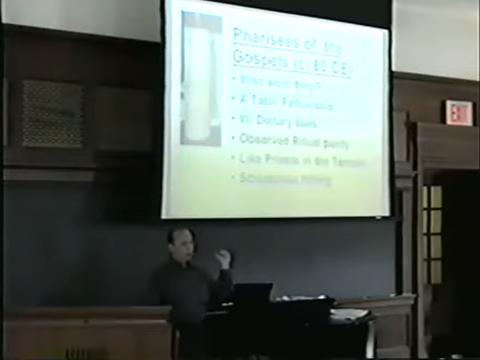 Pharisees of the
Gospels (c. 80 CE)
• Who were they?
• A Table Fellowship
• W/ Dietary laws
• Observed Ritual purity
• Like Priests in the Temple
• Scrupulous tithing
EXIT